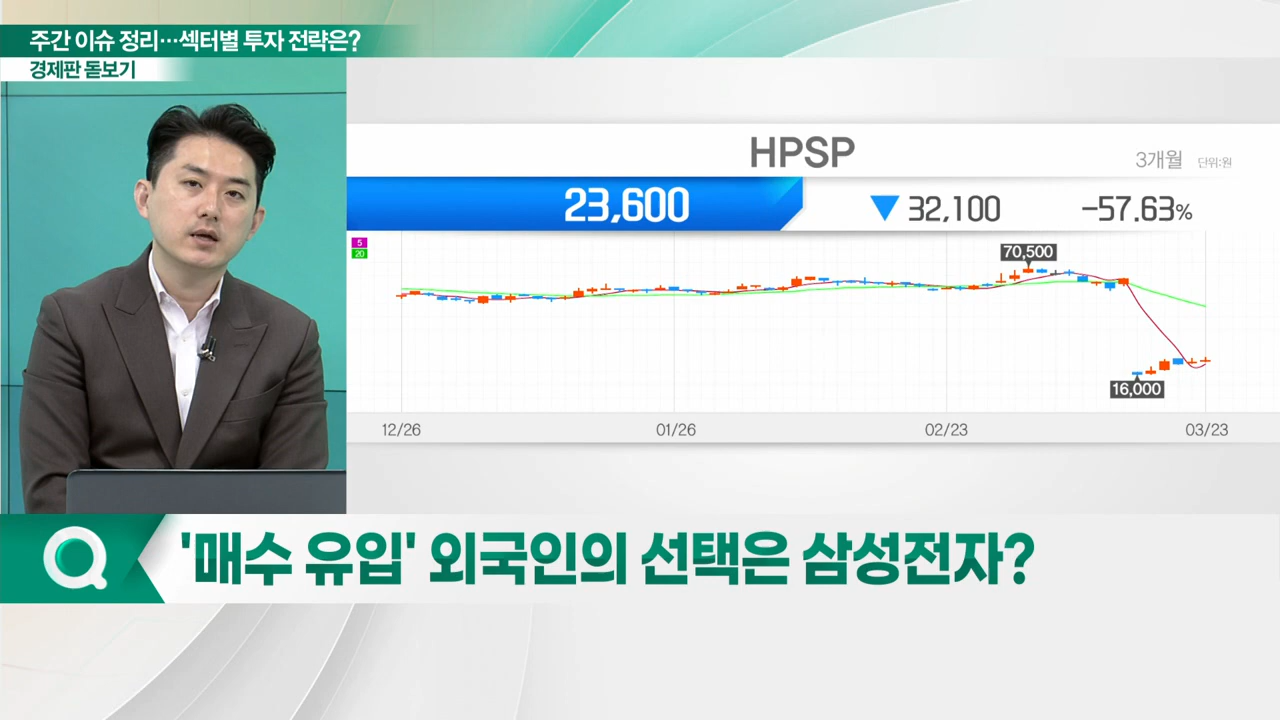 주간 이슈 정리…섹터별 투자 전략은?
경제판 돋보기
HPSP
3개월 단위:원
23,600 ▼ 32,100 -57.63%
5
20
70,500
16,000
12/26 01/26 02/23 03/23
'매수 유입' 외국인의 선택은 삼성전자?